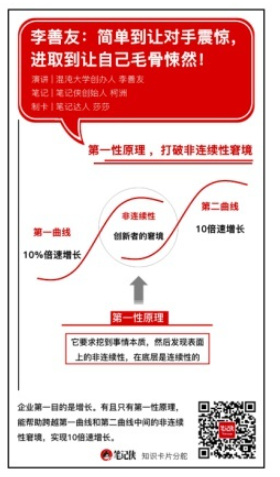 李善友：简单到让对手震惊，
进取到让自己毛骨悚然！
演讲 | 混沌大学创办人 李善友
笔记 | 笔记侠创始人 柯洲
制卡 | 笔记达人 莎莎
第一性原理，打破非连续性窘境
第二曲线
10倍速增长
非连续性
创新者的窘境
第一曲线
10%倍速增长
第一性原理
它要求挖到事情本质，然后发现表面
上的非连续性，在底层是连续性的
企业第一目的是增长。有且只有第一性原理，
能帮助跨越第一曲线和第二曲线中间的非连续
性窘境，实现10倍速增长。
笔记侠
笔记侠 知识卡片分舵